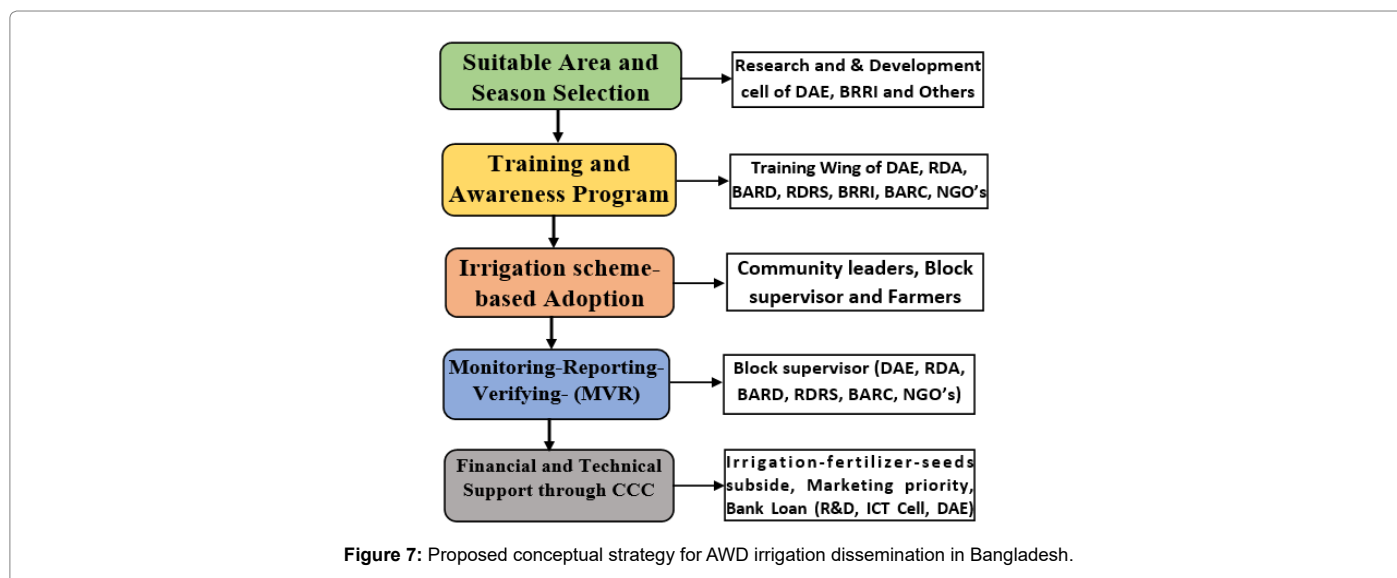 Suitable Area and
Season Selection
Research and & Development
cell of DAE, BRRI and Others
Training and
Awareness Program
Training Wing of DAE, RDA,
BARD, RDRS, BRRI, BARC, NGO's
Irrigation scheme-
based Adoption
Community leaders, Block
supervisor and Farmers
Monitoring-Reporting-
Verifying- (MVR)
Block supervisor (DAE, RDA,
BARD, RDRS, BARC, NGO's)
Financial and Technical
Support through CCC
Irrigation-fertilizer-seeds
subside, Marketing priority,
Bank Loan (R&D, ICT Cell, DAE)
Figure 7: Proposed conceptual strategy for AWD irrigation dissemination in Bangladesh.